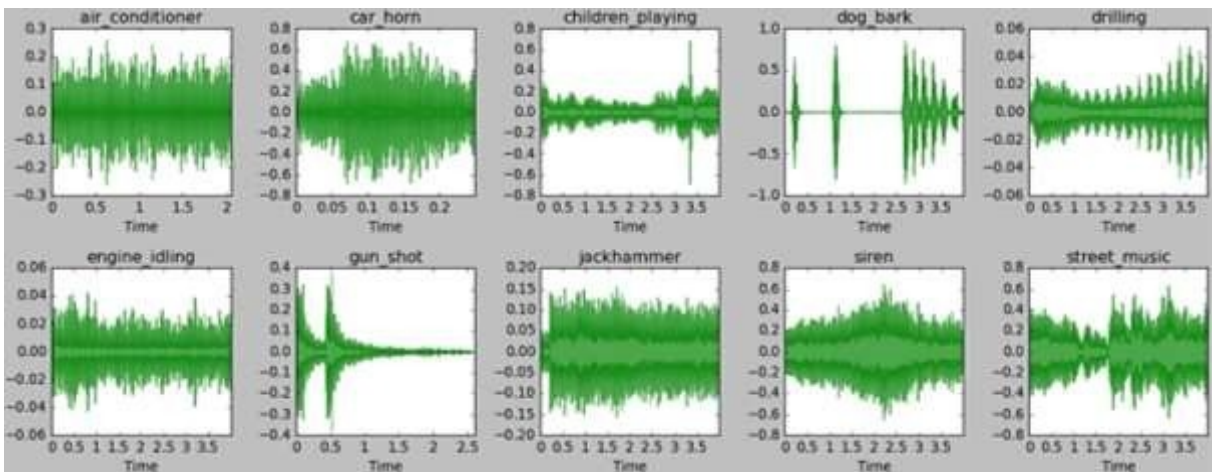 air_conditioner car_horn children_playing dog_bark drilling
0.3 0.8 0.8 1.0 0.06
0.2 0.6 0.6 0.04
0.4 0.4 0.5
0.1 0.2 0.2 0.02
0.0 0.0 0.0 0.0 0.00
−0.1 −0.2 −0.2 −0.02
−0.4 −0.4 −0.5
−0.2 −0.6 −0.6 −0.04
−0.3 −0.8 −0.8 −1.0 −0.06
0 0.5 1 1.5 2 0 0.05 0.1 0.15 0.2 0 0.5 1 1.5 2 2.5 3 3.5 0 0.5 1 1.5 2 2.5 3 3.5 0 0.5 1 1.5 2 2.5 3 3.5
Time Time Time Time Time
engine_idling gun_shot jackhammer siren street_music
0.06 0.4 0.20 0.8 0.8
0.04 0.3 0.15 0.6 0.6
0.2 0.10 0.4 0.4
0.02 0.1 0.05 0.2 0.2
0.00 0.0 0.00 0.0 0.0
−0.02 −0.1 −0.05 −0.2 −0.2
−0.2 −0.10 −0.4 −0.4
−0.04 −0.3 −0.15 −0.6 −0.6
−0.06 −0.4 −0.20 −0.8 −0.8
0 0.5 1 1.5 2 2.5 3 3.5 0 0.5 1 1.5 2 2.5 0 0.5 1 1.5 2 2.5 3 3.5 0 0.5 1 1.5 2 2.5 3 3.5 0 0.5 1 1.5 2 2.5 3 3.5
Time Time Time Time Time